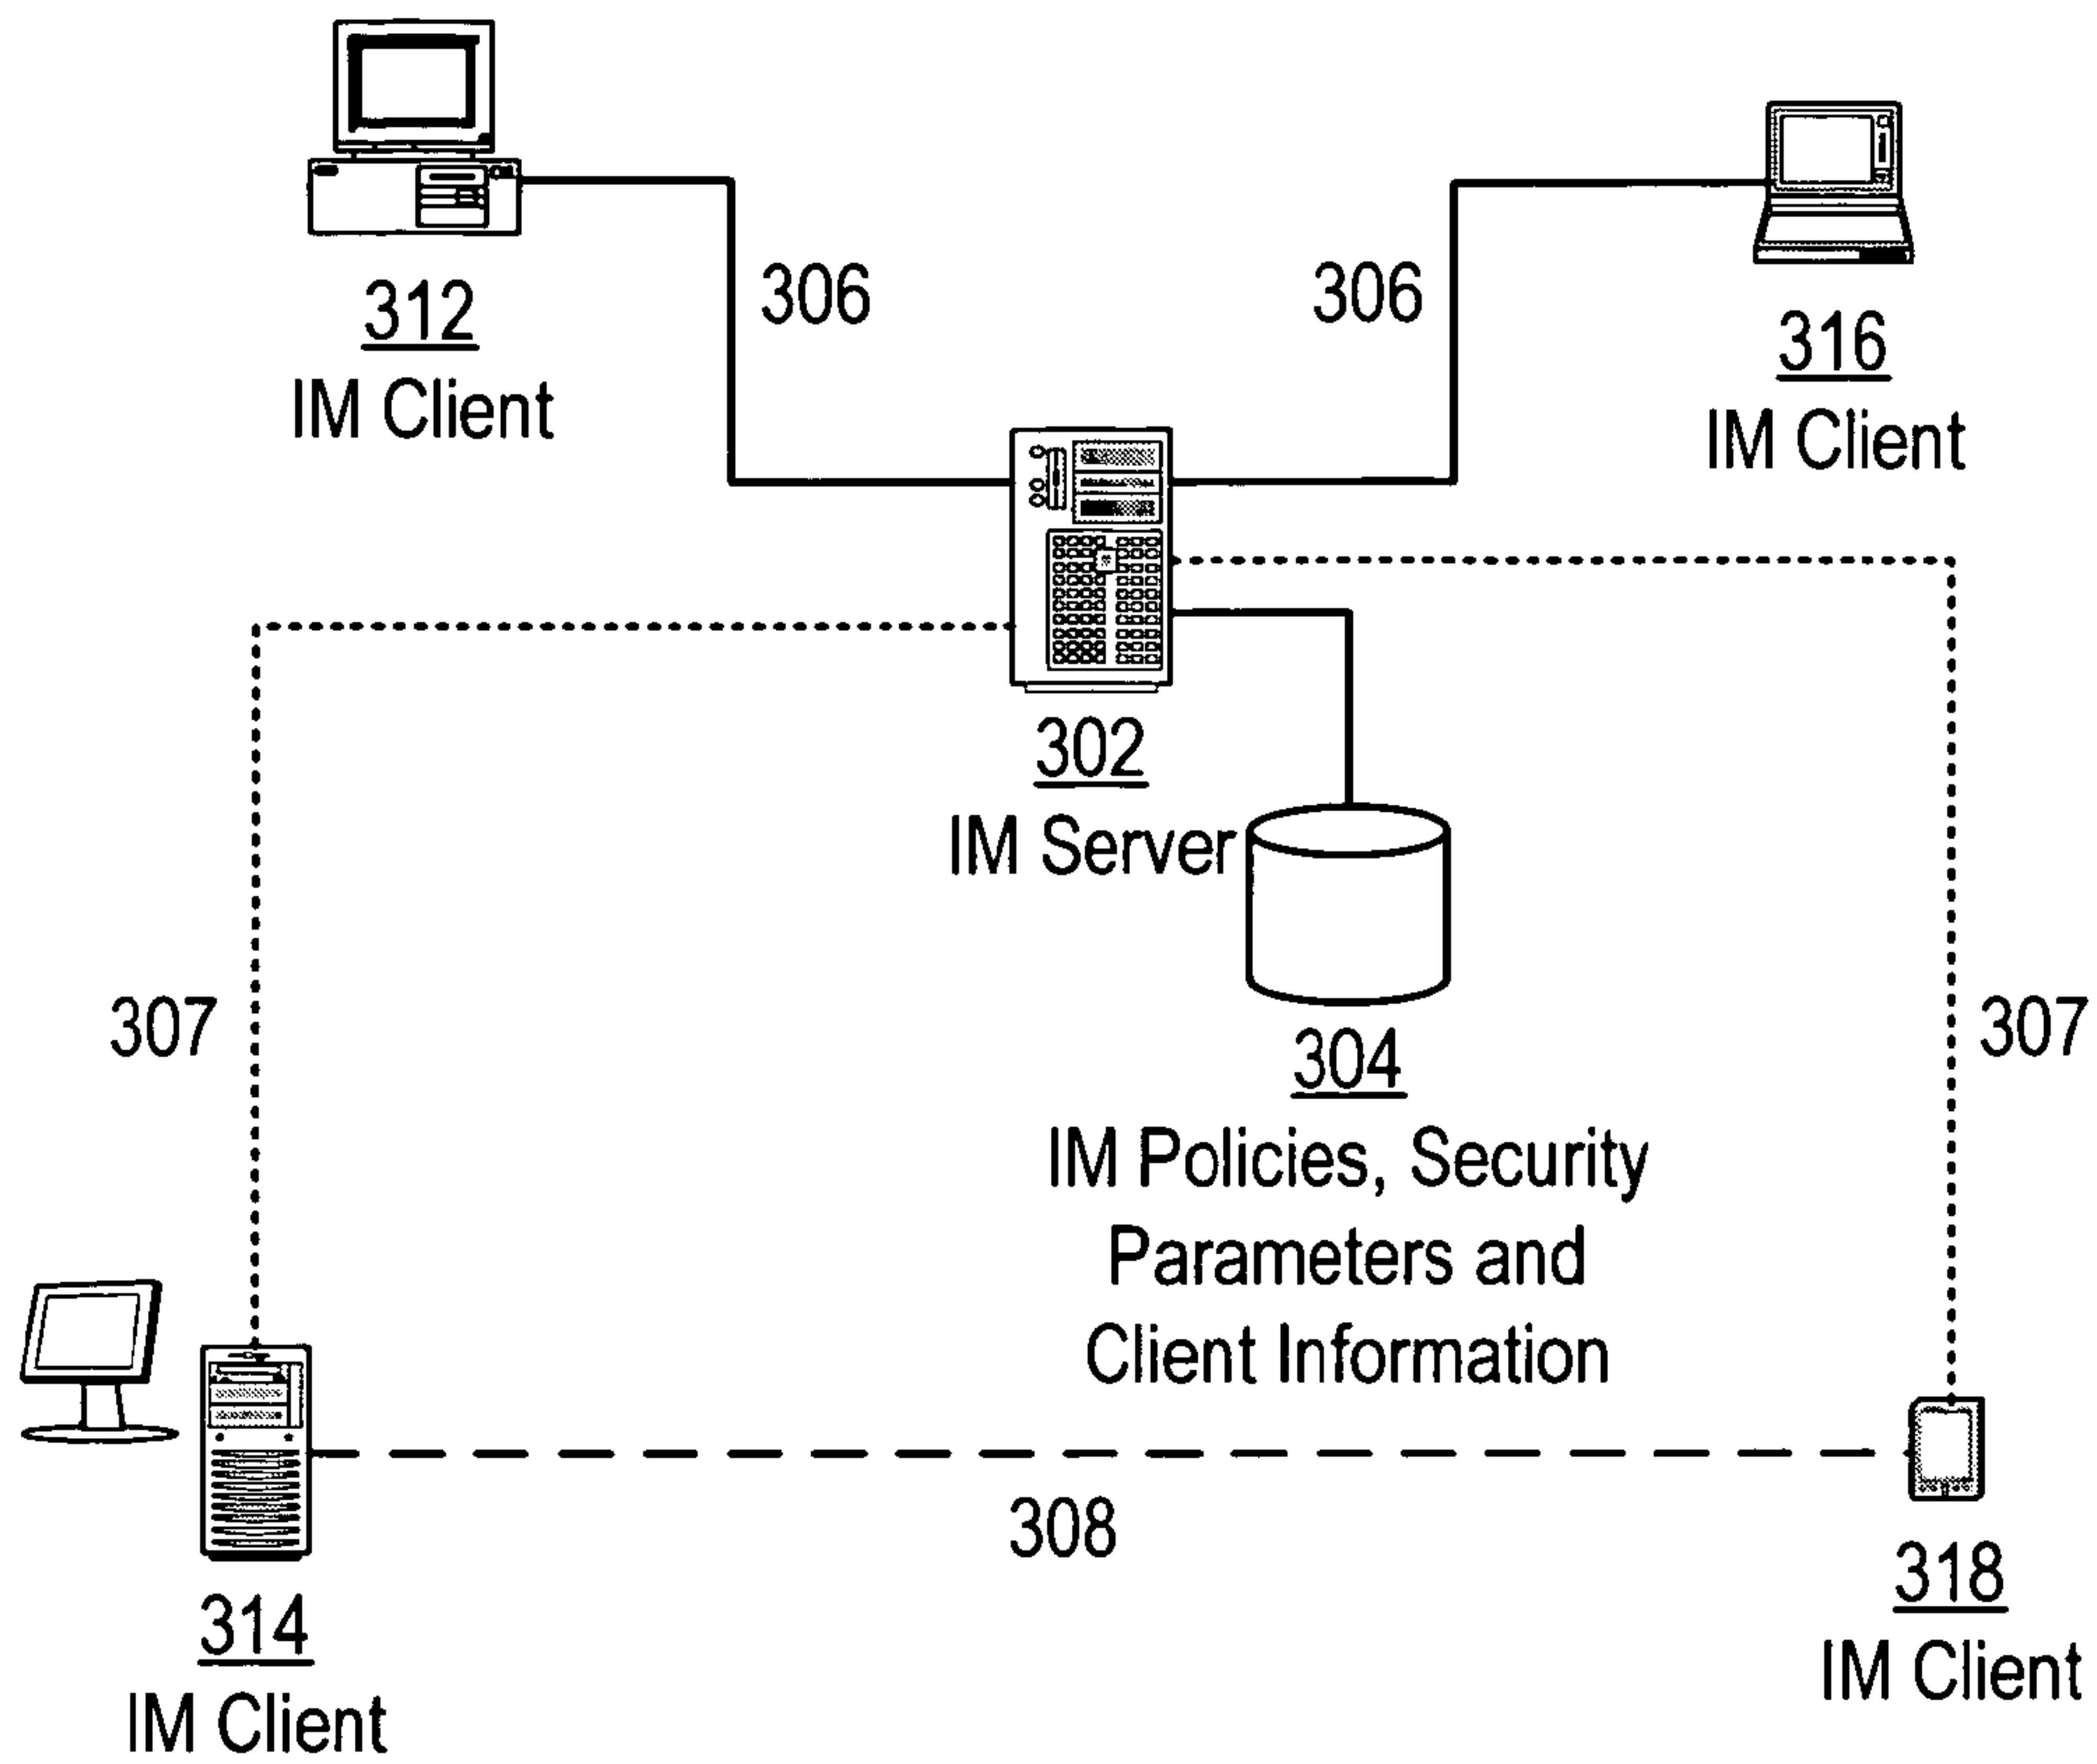 312
IM Client
306
306
316
IM Client
302
IM Server
307
307
304
IM Policies, Security
Parameters and
Client Information
308
314
IM Client
318
IM Client